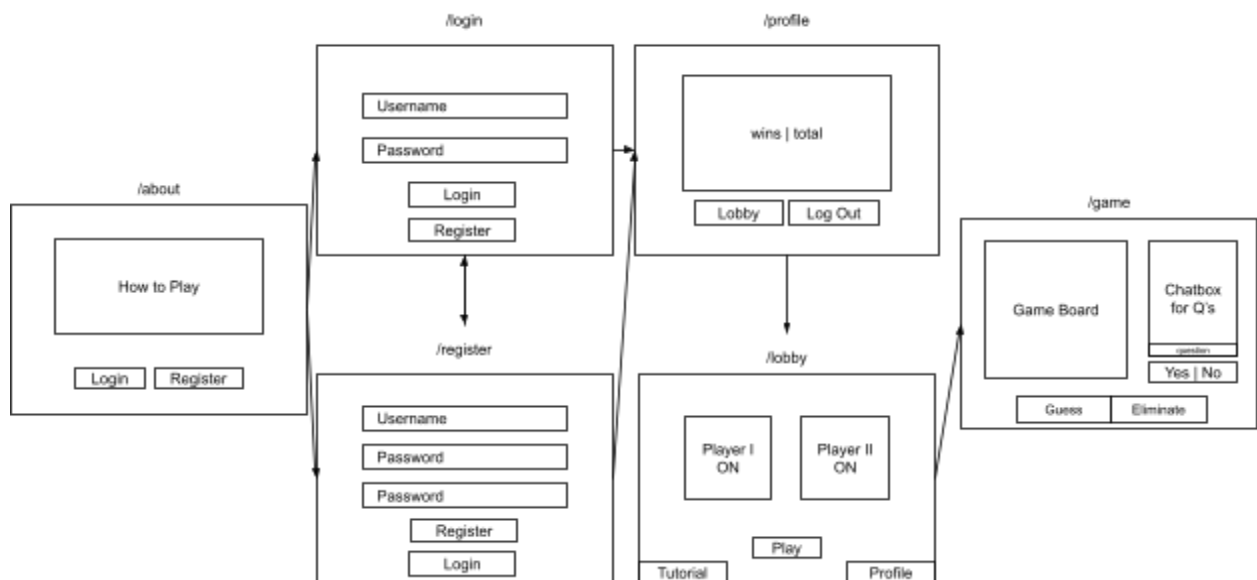 /about
How to Play
Login
Register
/login
Username
Password
Login
Register
/register
Username
Password
Password
Register
Login
/profile
wins | total
Lobby
Log Out
/lobby
Player I
ON
Player II
ON
Play
Tutorial
Profile
/game
Game Board
Chatbox
for Q's
question
Yes | No
Guess
Eliminate